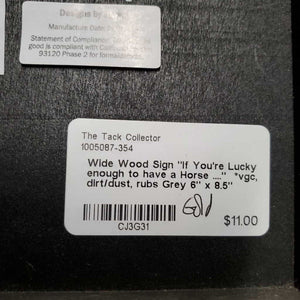 Designs by
Manufacture Date:
Statement of Compliance:
good is compliant with Californ
93120 Phase 2 for formaldehy
The Tack Collector
1005087-354
Wide Wood Sign "If You're Lucky
enough to have a Horse ...." *vgc,
dirt/dust, rubs Grey 6" x 8.5"
$11.00
CJ3G31